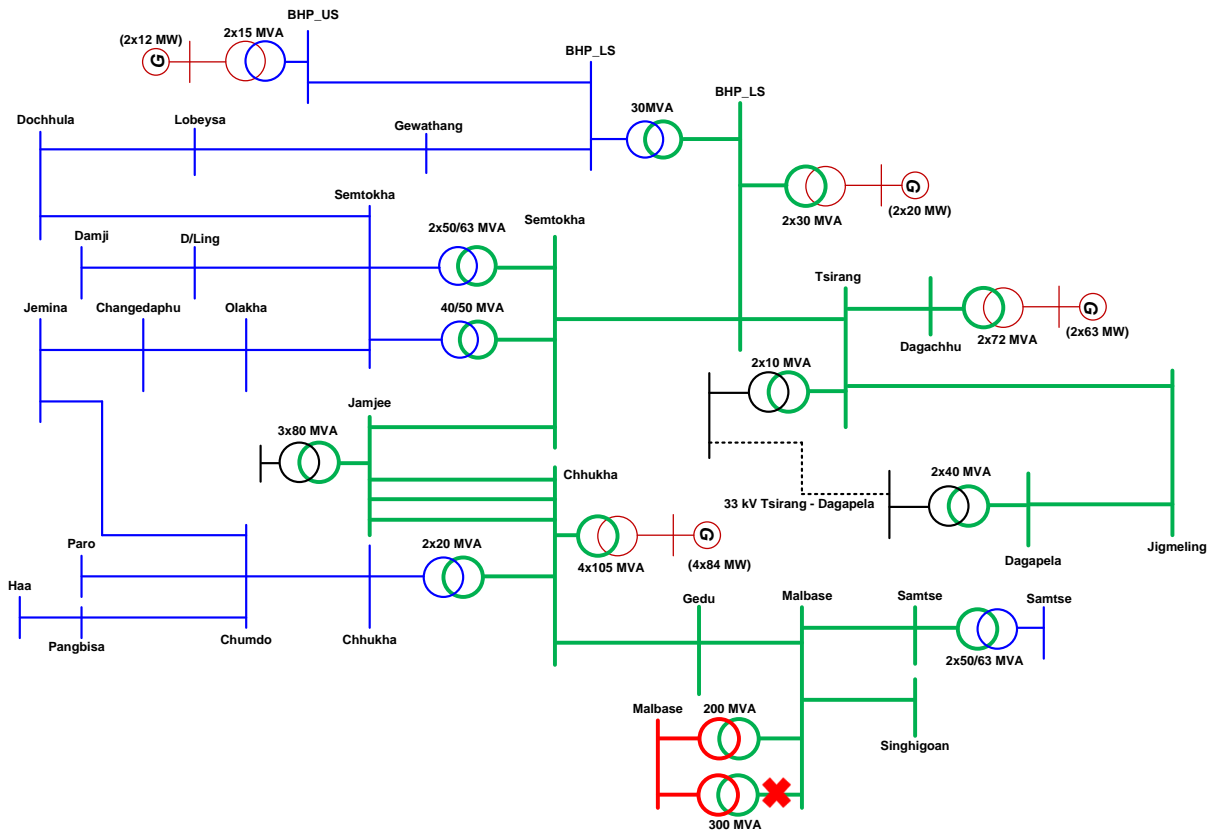 BHP_US
(2x12 MW)
2x15 MVA
G
BHP_LS
BHP_LS
30MVA
Dochhula
Lobeysa
Gewathang
G
(2x20 MW)
2x30 MVA
Semtokha
Semtokha
Damji
D/Ling
2x50/63 MVA
Tsirang
Jemina
Changedaphu
Olakha
40/50 MVA
G
(2x63 MW)
2x72 MVA
Dagachhu
2x10 MVA
Jamjee
3x80 MVA
Chhukha
2x40 MVA
33 kV Tsirang - Dagapela
G
(4x84 MW)
4x105 MVA
Paro
2x20 MVA
Dagapela
Jigmeling
Haa
Pangbisa
Chumdo
Chhukha
Gedu
Malbase
Samtse
Samtse
2x50/63 MVA
Malbase
200 MVA
Singhigoan
300 MVA